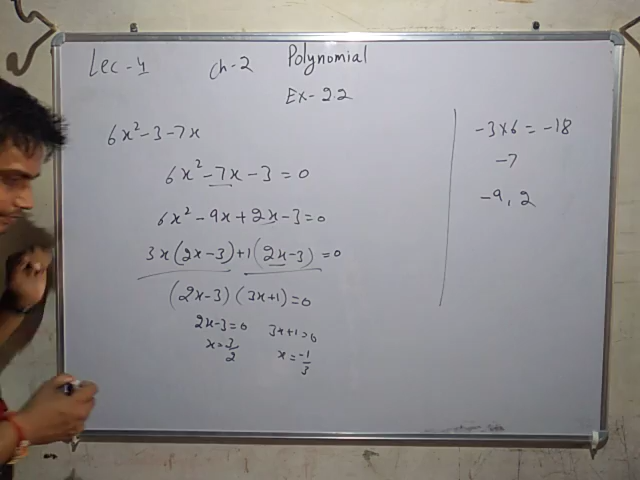 Lec-4 Ch-2 Polynomial
Ex-2.2
6x²-3-7x
6x²-7x-3=0
6x²-9x+2x-3=0
3x(2x-3)+1(2x-3)=0
(2x-3)(3x+1)=0
2x-3=0 3x+1=0
x=3/2 x=-1/3
-3×6=-18
-7
-9, 2